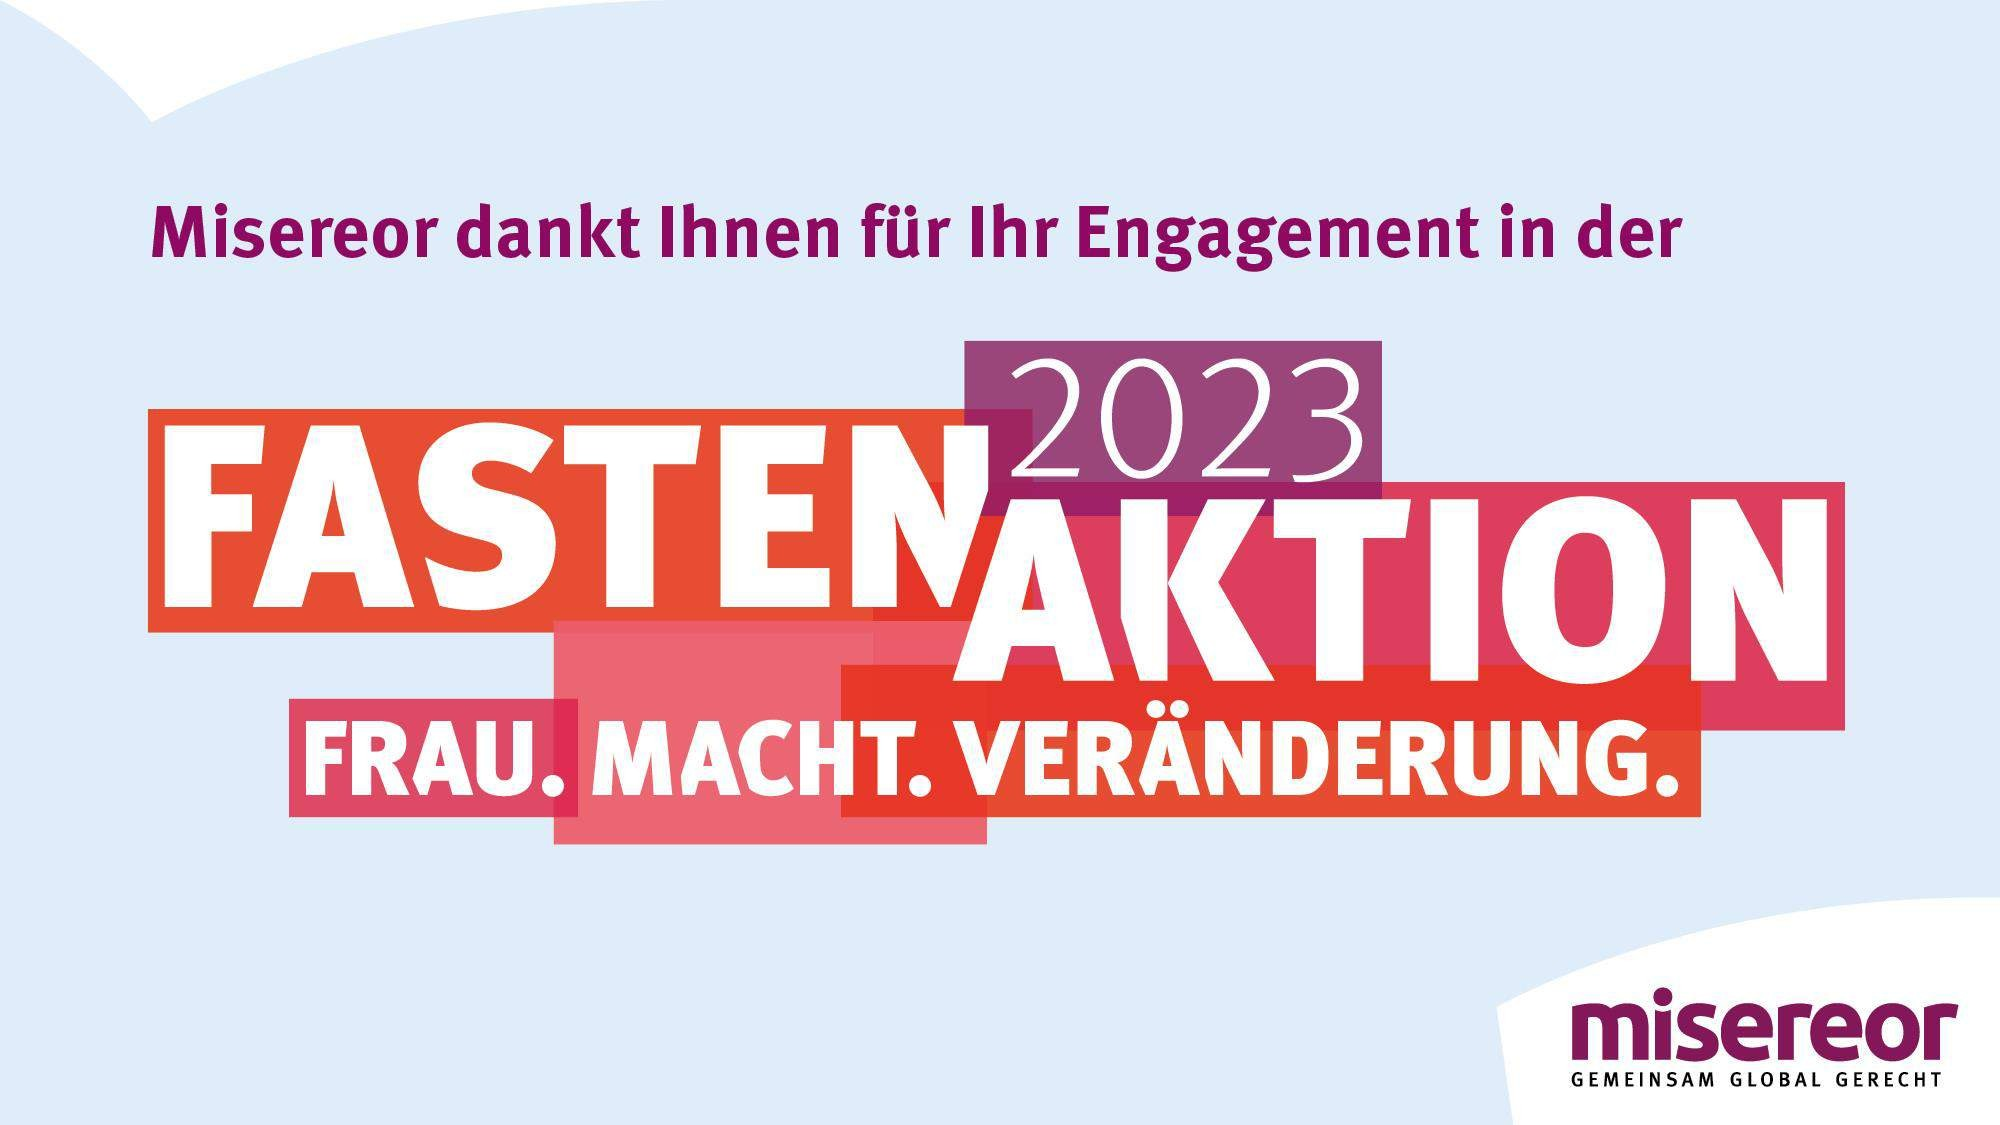 Misereor dankt Ihnen für Ihr Engagement in der
2023
FASTEN
AKTION
FRAU. MACHT. VERÄNDERUNG.
misereor
GEMEINSAM GLOBAL GERECHT